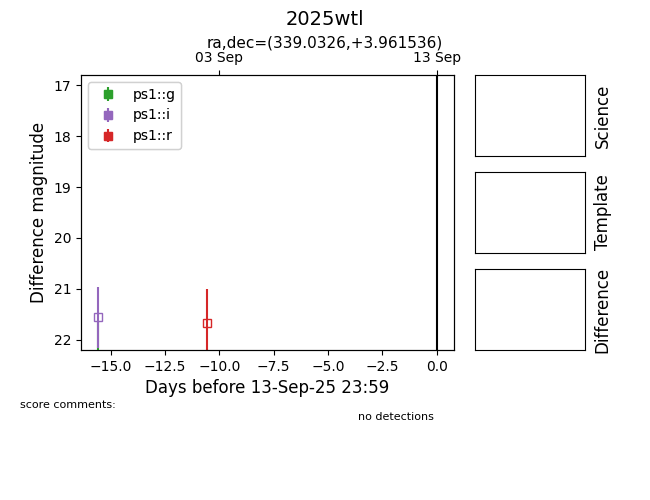 2025wtl
ra,dec=(339.0326,+3.961536)
03 Sep
13 Sep
17
18
19
20
21
22
Difference magnitude
ps1::g
ps1::i
ps1::r
−15.0
−12.5
−10.0
−7.5
−5.0
−2.5
0.0
Days before 13-Sep-25 23:59
Science
Template
Difference
score comments:
no detections